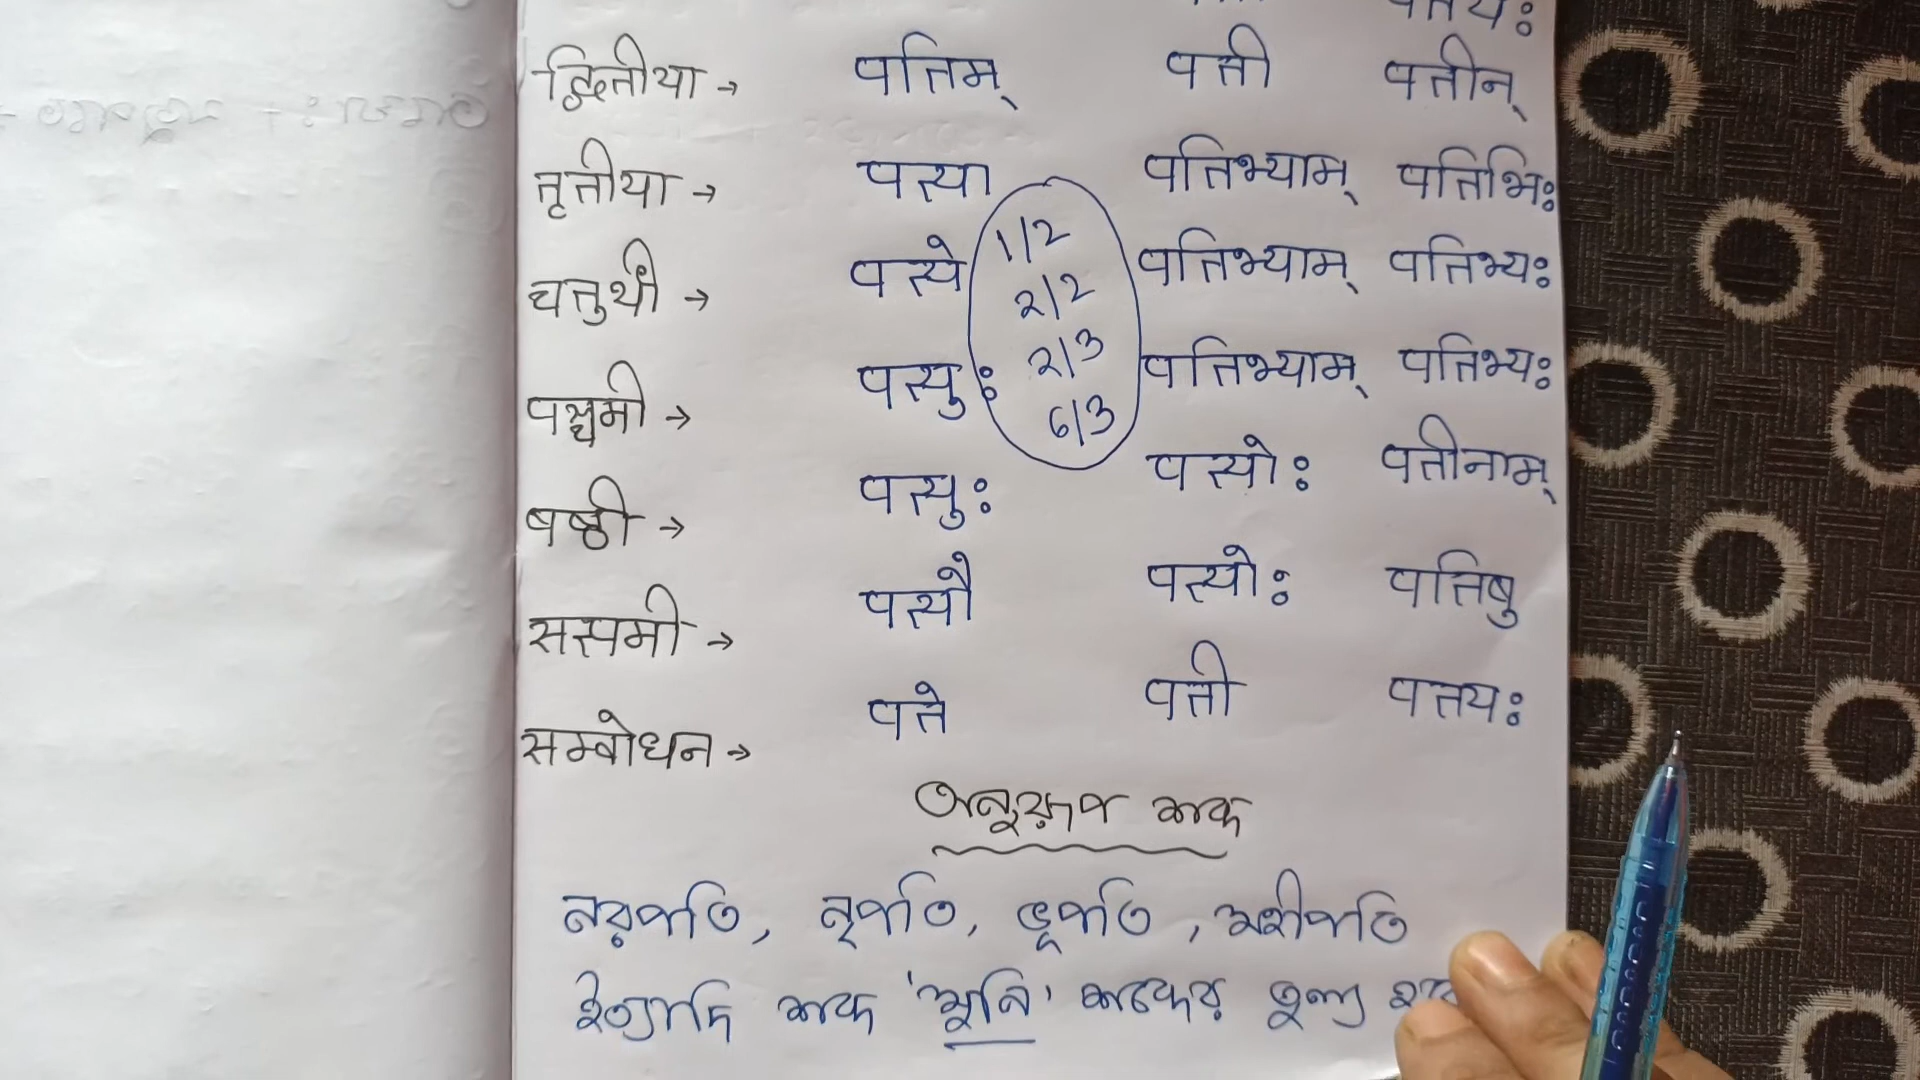 पतयः
द्वितीया → पतिम् पती पतीन्
तृतीया → पत्या पतिभ्याम् पतिभिः
चतुर्थी → पत्ये पतिभ्याम् पतिभ्यः
पञ्चमी → पत्युः पतिभ्याम् पतिभ्यः
षष्ठी → पत्युः पत्योः पतीनाम्
सप्तमी → पत्यौ पत्योः पतिषु
सम्बोधन → पते पती पतयः
1/2
2/2
2/3
6/3
অনুরূপ শব্দ
নরপতি, নৃপতি, ভূপতি, মহীপতি
ইত্যাদি শব্দ 'মুনি' শব্দের তুল্য